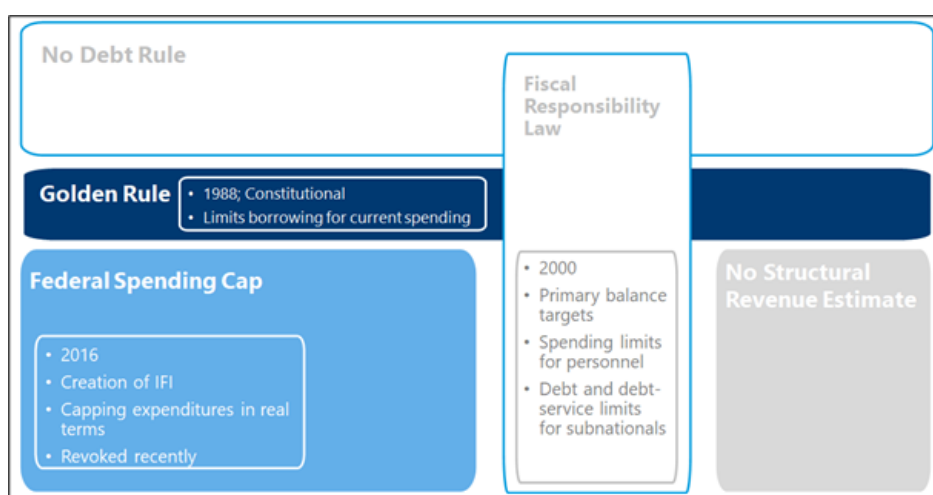 No Debt Rule
Fiscal
Responsibility
Law
Golden Rule
• 1988; Constitutional
• Limits borrowing for current spending
Federal Spending Cap
• 2016
• Creation of IFI
• Capping expenditures in real
terms
• Revoked recently
• 2000
• Primary balance
targets
• Spending limits
for personnel
• Debt and debt-
service limits
for subnationals
No Structural
Revenue Estimate